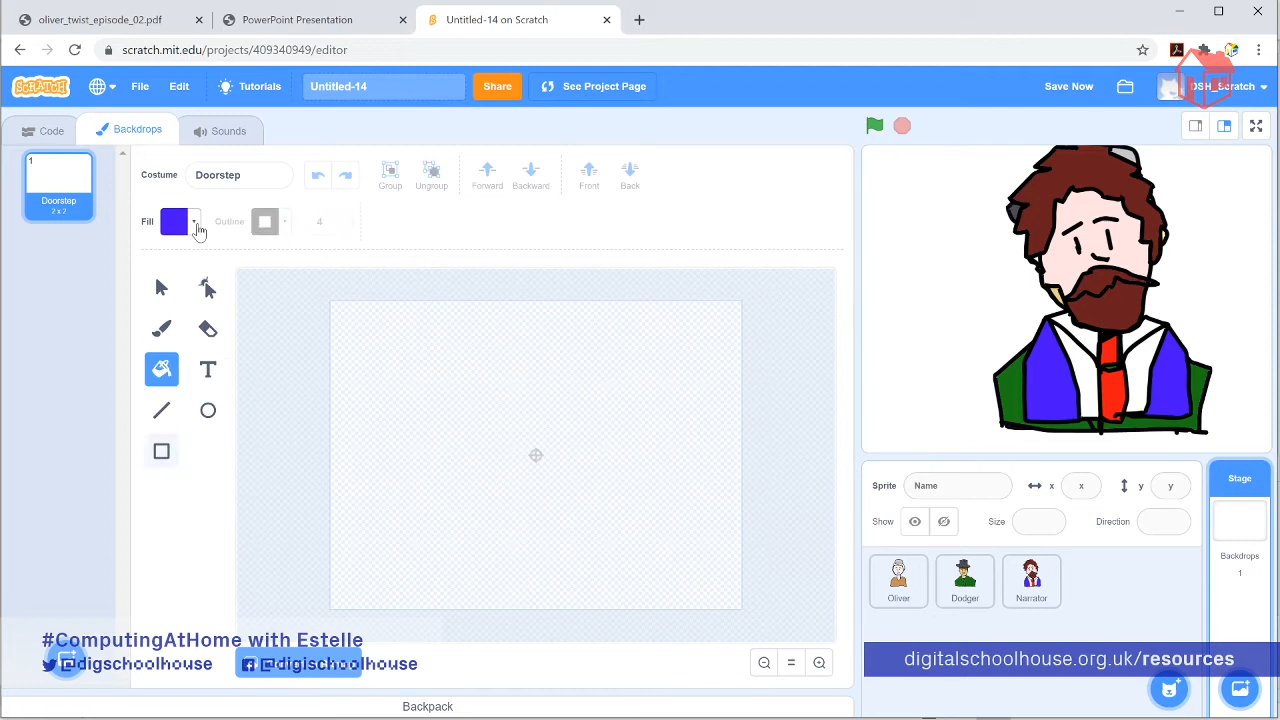 oliver_twist_episode_02.pdf
PowerPoint Presentation
Untitled-14 on Scratch
scratch.mit.edu/projects/409340949/editor
SCRATCH
File
Edit
Tutorials
Untitled-14
Share
See Project Page
Save Now
DSH_Scratch
Code
Backdrops
Sounds
1
Doorstep
2 x 2
Costume
Doorstep
Group
Ungroup
Forward
Backward
Front
Back
Fill
Outline
4
Sprite
Name
x
x
y
y
Show
Size
Direction
Stage
Backdrops
1
Oliver
Dodger
Narrator
#ComputingAtHome with Estelle
@digschoolhouse
@digischoolhouse
digitalschoolhouse.org.uk/resources
Backpack